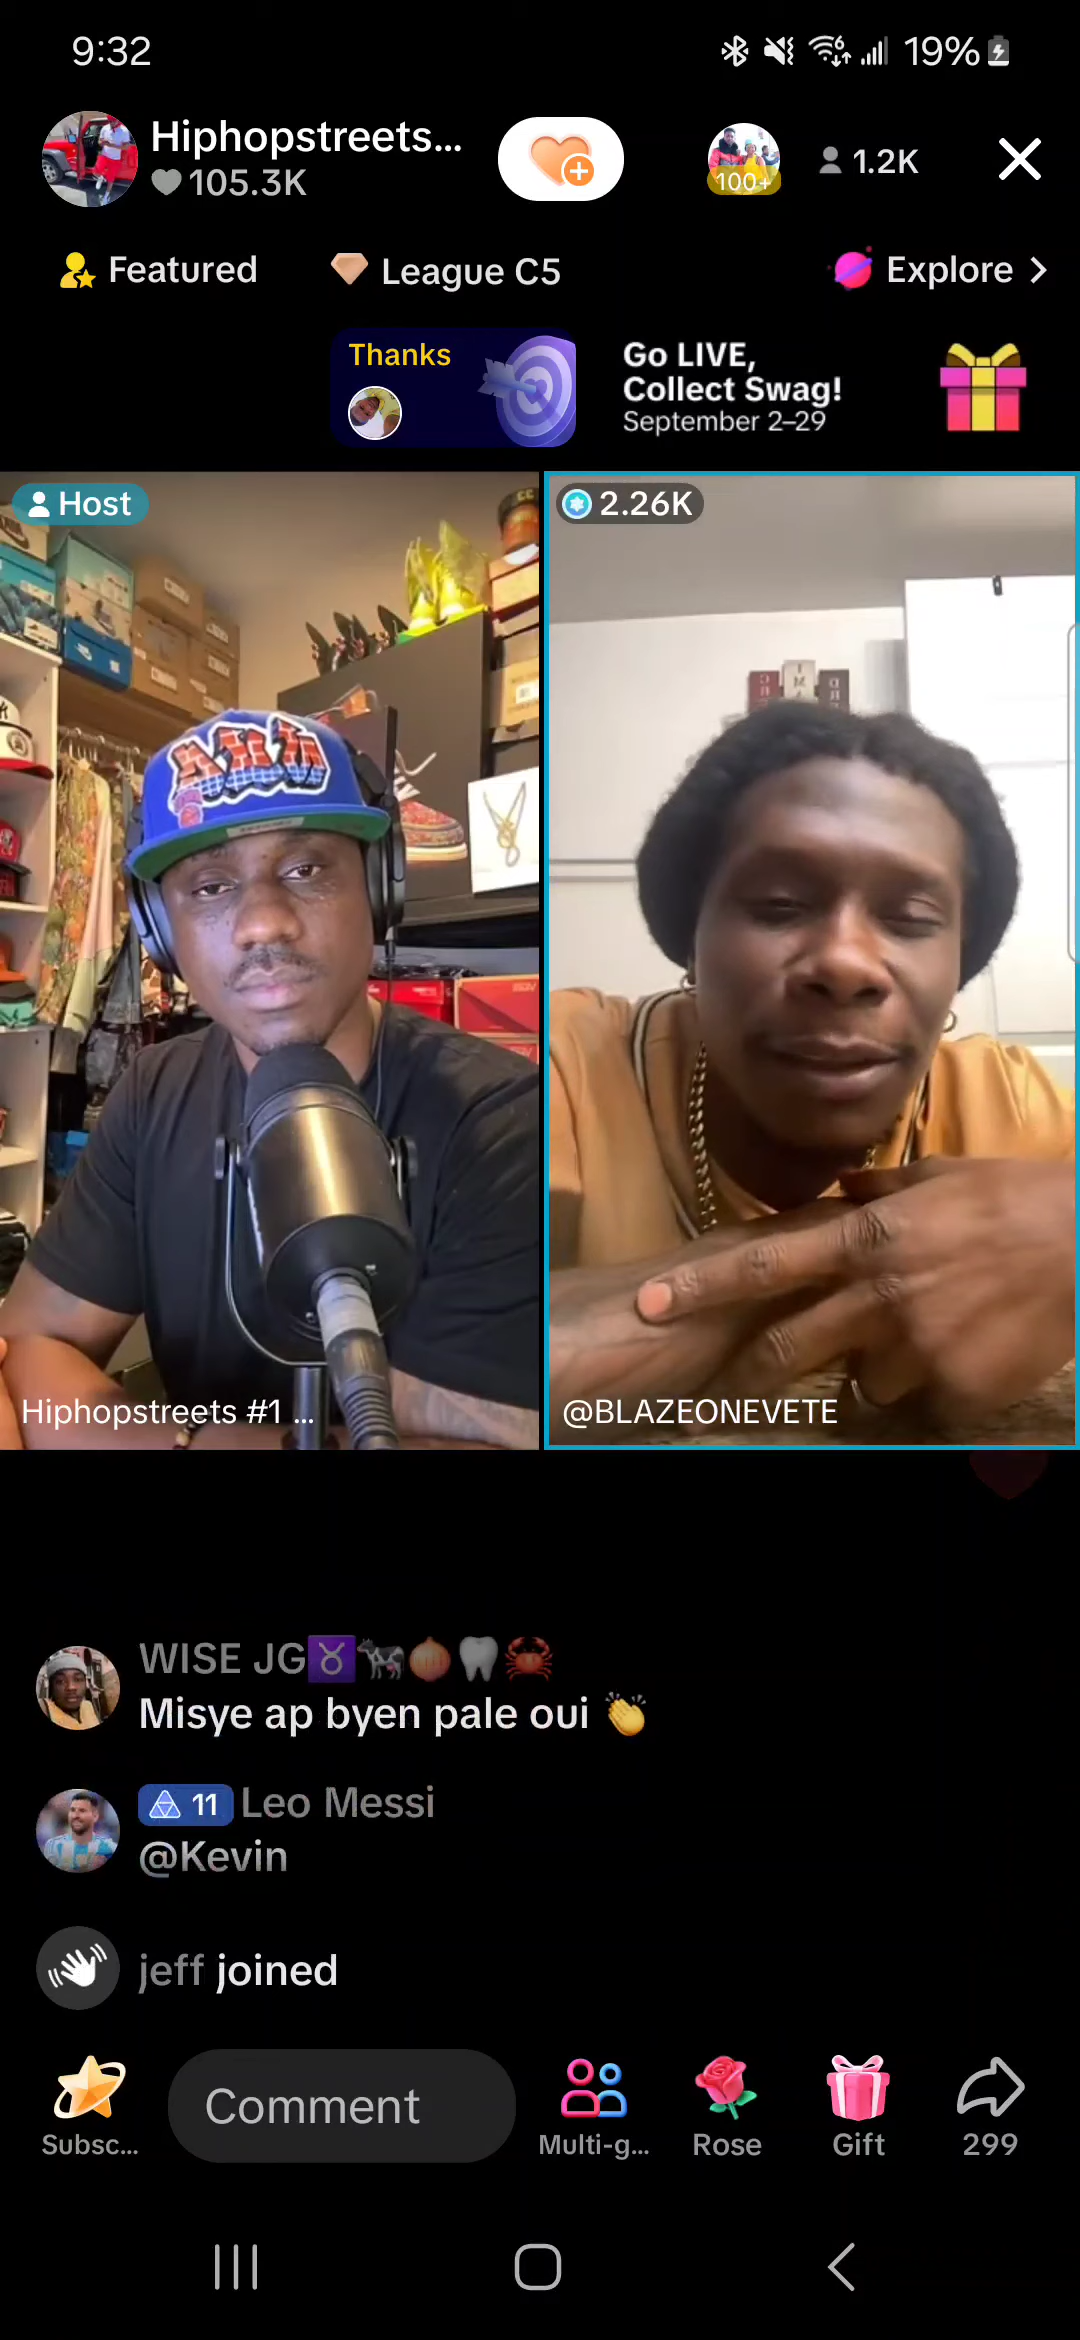 9:32
19%
Hiphopstreets...
105.3K
100+
1.2K
Featured
League C5
Explore
Thanks
Go LIVE,
Collect Swag!
September 2–29
Host
2.26K
Hiphopstreets #1 ...
@BLAZEONEVETE
WISE JG♉🐄🧅🦷🦀
Misye ap byen pale oui 👏
11 Leo Messi
@Kevin
jeff joined
Subsc...
Comment
Multi-g...
Rose
Gift
299